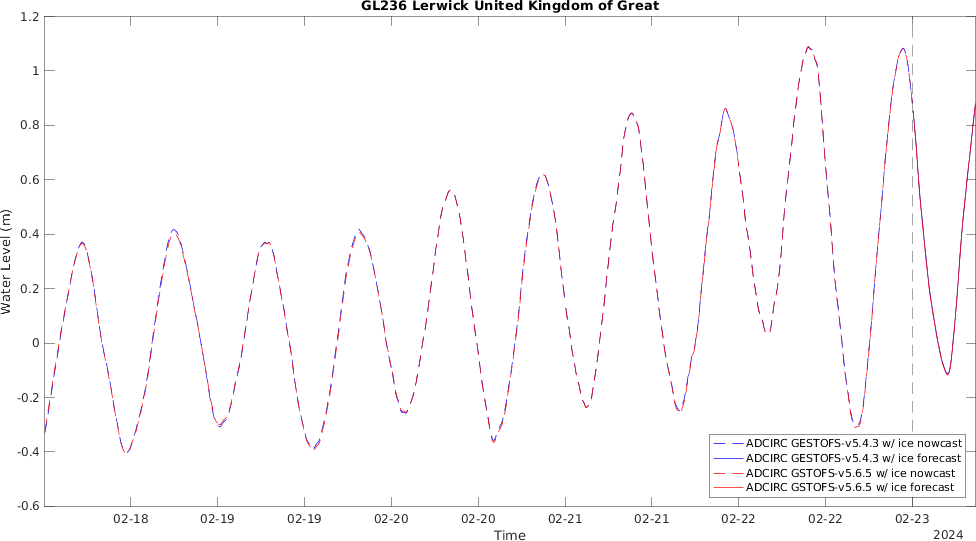 GL236 Lerwick United Kingdom of Great
1.2
1
0.8
0.6
0.4
0.2
0
-0.2
-0.4
-0.6
Water Level (m)
ADCIRC GESTOFS-v5.4.3 w/ ice nowcast
ADCIRC GESTOFS-v5.4.3 w/ ice forecast
ADCIRC GSTOFS-v5.6.5 w/ ice nowcast
ADCIRC GSTOFS-v5.6.5 w/ ice forecast
02-18 02-19 02-19 02-20 02-20 02-21 02-21 02-22 02-22 02-23
Time
2024